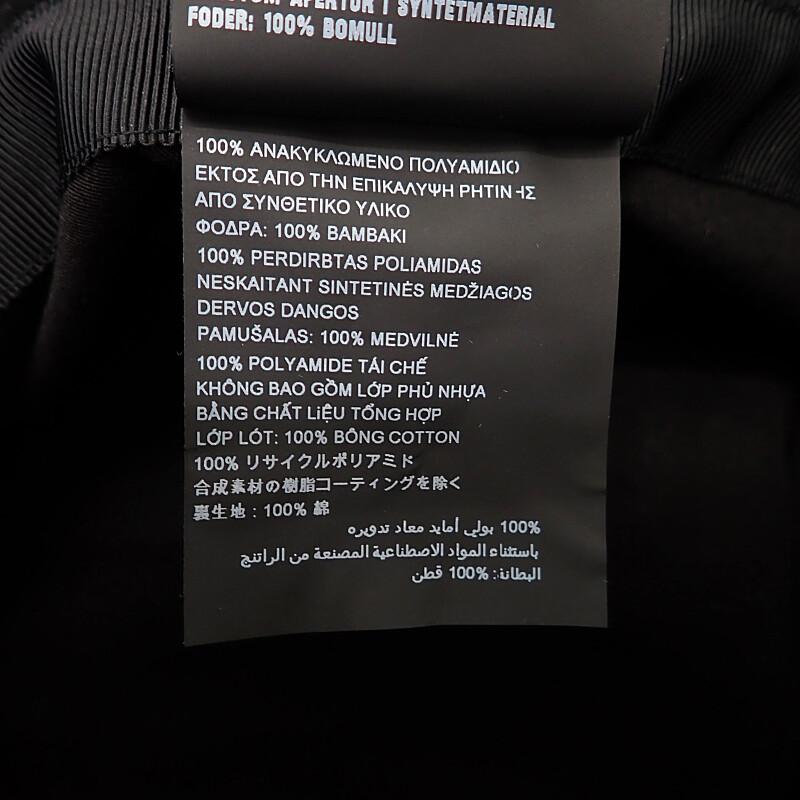 APERTUR I SYNTETMATERIAL
FODER: 100% BOMULL
100% ΑΝΑΚΥΚΛΩΜΕΝΟ ΠΟΛΥΑΜΙΔΙΟ
ΕΚΤΟΣ ΑΠΟ ΤΗΝ ΕΠΙΚΑΛΥΨΗ ΡΗΤΙΝΗΣ
ΑΠΟ ΣΥΝΘΕΤΙΚΟ ΥΛΙΚΟ
ΦΟΔΡΑ: 100% ΒΑΜΒΑΚΙ
100% PERDIRBTAS POLIAMIDAS
NESKAITANT SINTETINĖS MEDŽIAGOS
DERVOS DANGOS
PAMUŠALAS: 100% MEDVILNĖ
100% POLYAMIDE TÁI CHẾ
KHÔNG BAO GỒM LỚP PHỦ NHỰA
BẰNG CHẤT LIỆU TỔNG HỢP
LỚP LÓT: 100% BÔNG COTTON
100% リサイクルポリアミド
合成素材の樹脂コーティングを除く
裏生地：100% 綿
100% بولي أمايد معاد تدويره
باستثناء المواد الاصطناعية المصنعة من الراتنج
البطانة: 100% قطن